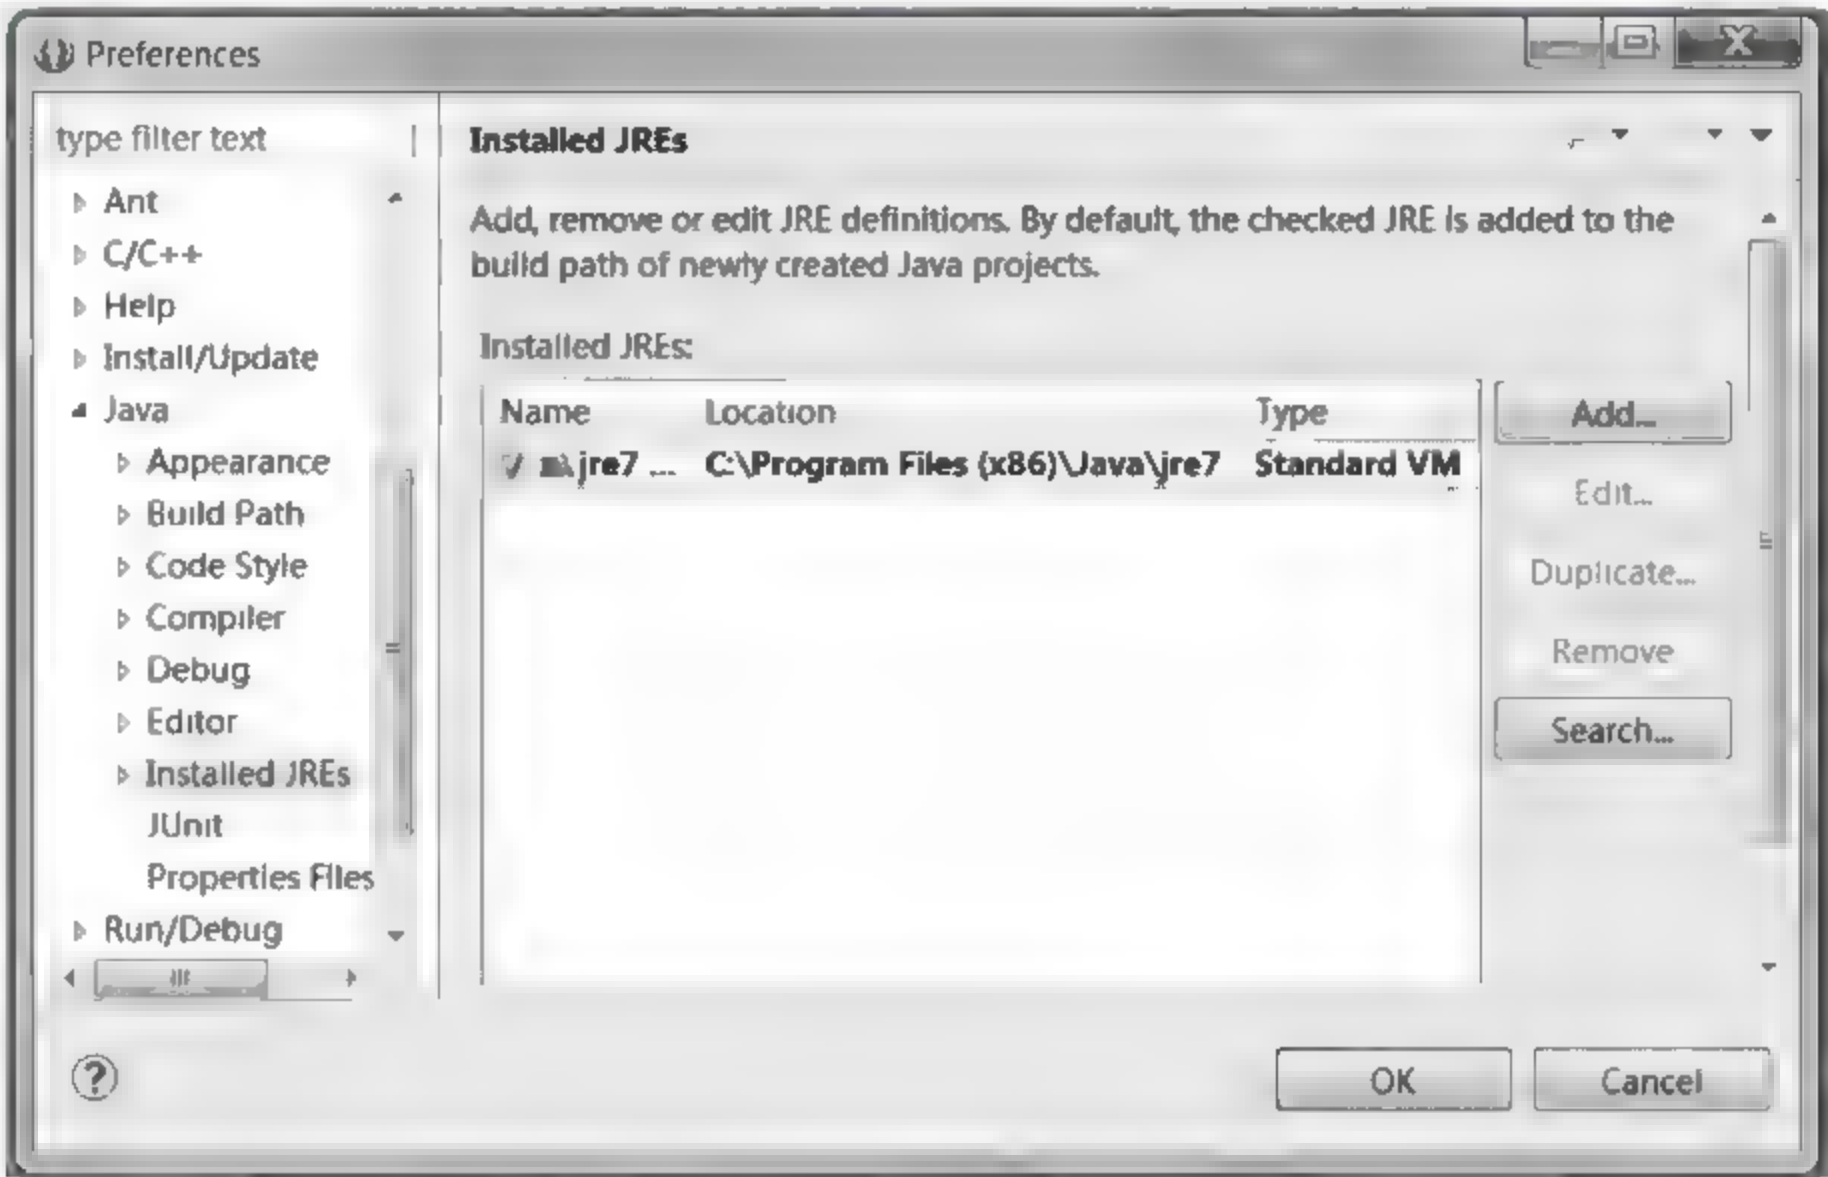 Preferences
type filter text
Ant
C/C++
Help
Install/Update
Java
Appearance
Build Path
Code Style
Compiler
Debug
Editor
Installed JREs
JUnit
Properties Files
Run/Debug
Installed JREs
Add, remove or edit JRE definitions. By default, the checked JRE is added to the
build path of newly created Java projects.
Installed JREs:
Name Location Type
jre7 ... C:\Program Files (x86)\Java\jre7 Standard VM
Add...
Edit...
Duplicate...
Remove
Search...
OK Cancel